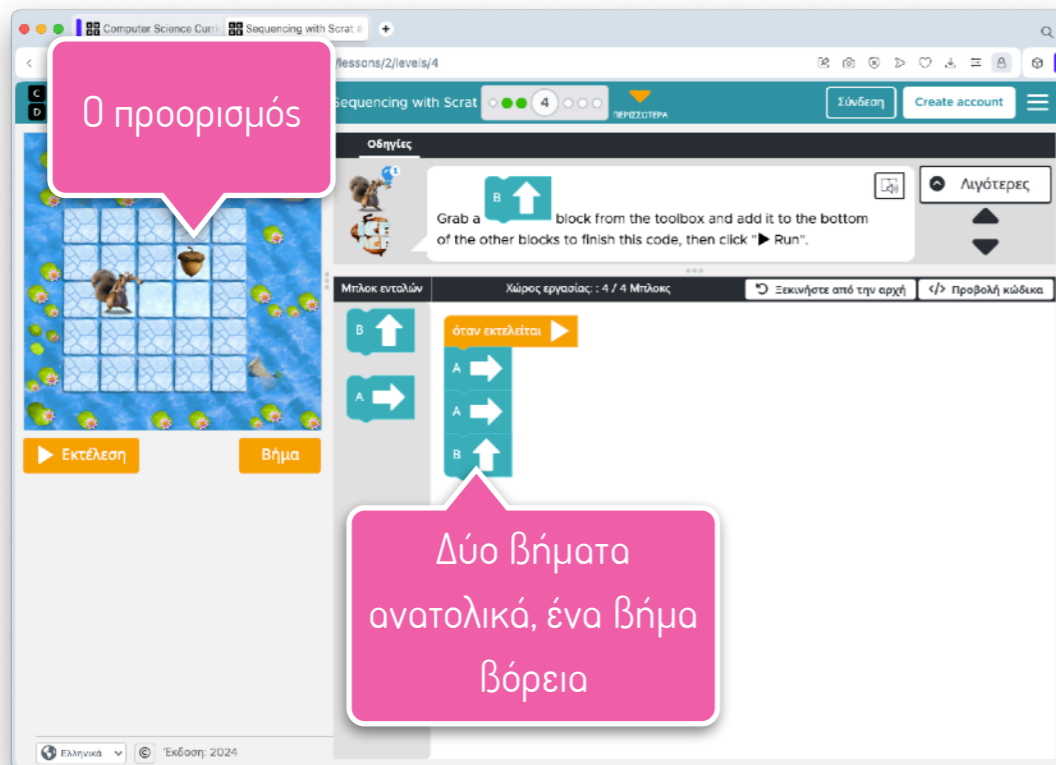 Computer Science Curri
Sequencing with Scrat #
/lessons/2/levels/4
C
D
Sequencing with Scrat
4
ΠΕΡΙΣΣΟΤΕΡΑ
Σύνδεση
Create account
Ο προορισμός
Οδηγίες
1
Grab a B block from the toolbox and add it to the bottom
of the other blocks to finish this code, then click "▶ Run".
Λιγότερες
Μπλοκ εντολών
Χώρος εργασίας: : 4 / 4 Μπλοκς
Ξεκινήστε από την αρχή
</> Προβολή κώδικα
B
A
όταν εκτελείται
A
A
B
Εκτέλεση
Βήμα
Δύο βήματα
ανατολικά, ένα βήμα
βόρεια
Ελληνικά
©
Έκδοση: 2024